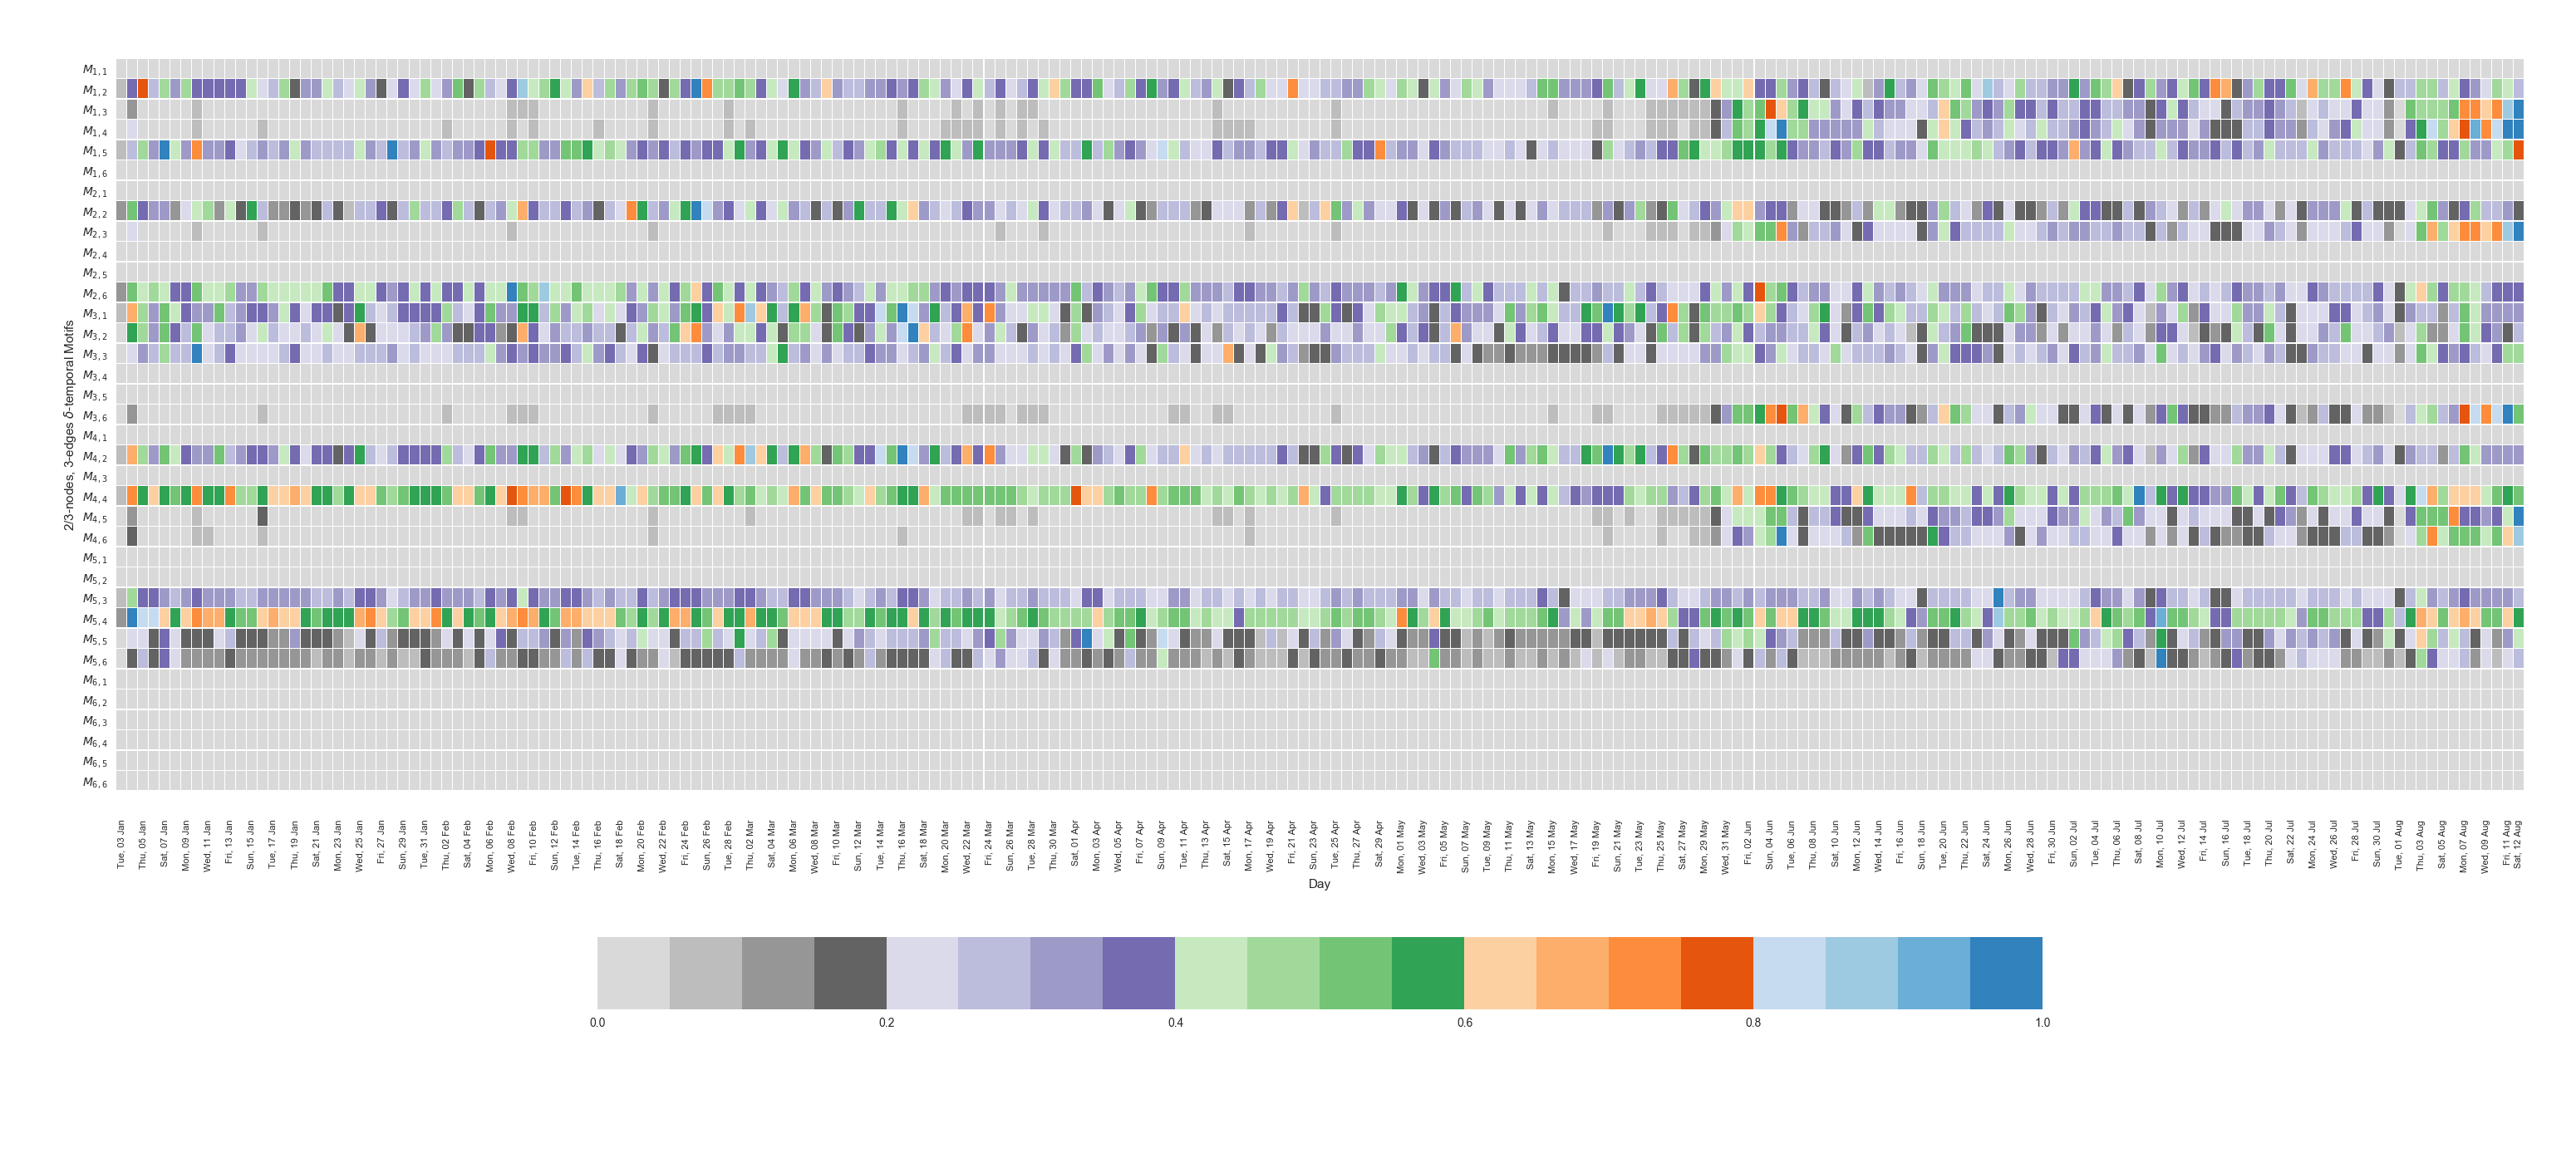 2/3-nodes, 3-edges δ-temporal Motifs
M1,1
M1,2
M1,3
M1,4
M1,5
M1,6
M2,1
M2,2
M2,3
M2,4
M2,5
M2,6
M3,1
M3,2
M3,3
M3,4
M3,5
M3,6
M4,1
M4,2
M4,3
M4,4
M4,5
M4,6
M5,1
M5,2
M5,3
M5,4
M5,5
M5,6
M6,1
M6,2
M6,3
M6,4
M6,5
M6,6
Tue, 03 Jan
Thu, 05 Jan
Sat, 07 Jan
Mon, 09 Jan
Wed, 11 Jan
Fri, 13 Jan
Sun, 15 Jan
Tue, 17 Jan
Thu, 19 Jan
Sat, 21 Jan
Mon, 23 Jan
Wed, 25 Jan
Fri, 27 Jan
Sun, 29 Jan
Tue, 31 Jan
Thu, 02 Feb
Sat, 04 Feb
Mon, 06 Feb
Wed, 08 Feb
Fri, 10 Feb
Sun, 12 Feb
Tue, 14 Feb
Thu, 16 Feb
Sat, 18 Feb
Mon, 20 Feb
Wed, 22 Feb
Fri, 24 Feb
Sun, 26 Feb
Tue, 28 Feb
Thu, 02 Mar
Sat, 04 Mar
Mon, 06 Mar
Wed, 08 Mar
Fri, 10 Mar
Sun, 12 Mar
Tue, 14 Mar
Thu, 16 Mar
Sat, 18 Mar
Mon, 20 Mar
Wed, 22 Mar
Fri, 24 Mar
Sun, 26 Mar
Tue, 28 Mar
Thu, 30 Mar
Sat, 01 Apr
Mon, 03 Apr
Wed, 05 Apr
Fri, 07 Apr
Sun, 09 Apr
Tue, 11 Apr
Thu, 13 Apr
Sat, 15 Apr
Mon, 17 Apr
Wed, 19 Apr
Fri, 21 Apr
Sun, 23 Apr
Tue, 25 Apr
Thu, 27 Apr
Sat, 29 Apr
Mon, 01 May
Wed, 03 May
Fri, 05 May
Sun, 07 May
Tue, 09 May
Thu, 11 May
Sat, 13 May
Mon, 15 May
Wed, 17 May
Fri, 19 May
Sun, 21 May
Tue, 23 May
Thu, 25 May
Sat, 27 May
Mon, 29 May
Wed, 31 May
Fri, 02 Jun
Sun, 04 Jun
Tue, 06 Jun
Thu, 08 Jun
Sat, 10 Jun
Mon, 12 Jun
Wed, 14 Jun
Fri, 16 Jun
Sun, 18 Jun
Tue, 20 Jun
Thu, 22 Jun
Sat, 24 Jun
Mon, 26 Jun
Wed, 28 Jun
Fri, 30 Jun
Sun, 02 Jul
Tue, 04 Jul
Thu, 06 Jul
Sat, 08 Jul
Mon, 10 Jul
Wed, 12 Jul
Fri, 14 Jul
Sun, 16 Jul
Tue, 18 Jul
Thu, 20 Jul
Sat, 22 Jul
Mon, 24 Jul
Wed, 26 Jul
Fri, 28 Jul
Sun, 30 Jul
Tue, 01 Aug
Thu, 03 Aug
Sat, 05 Aug
Mon, 07 Aug
Wed, 09 Aug
Fri, 11 Aug
Sat, 12 Aug
Day
0.0 0.2 0.4 0.6 0.8 1.0